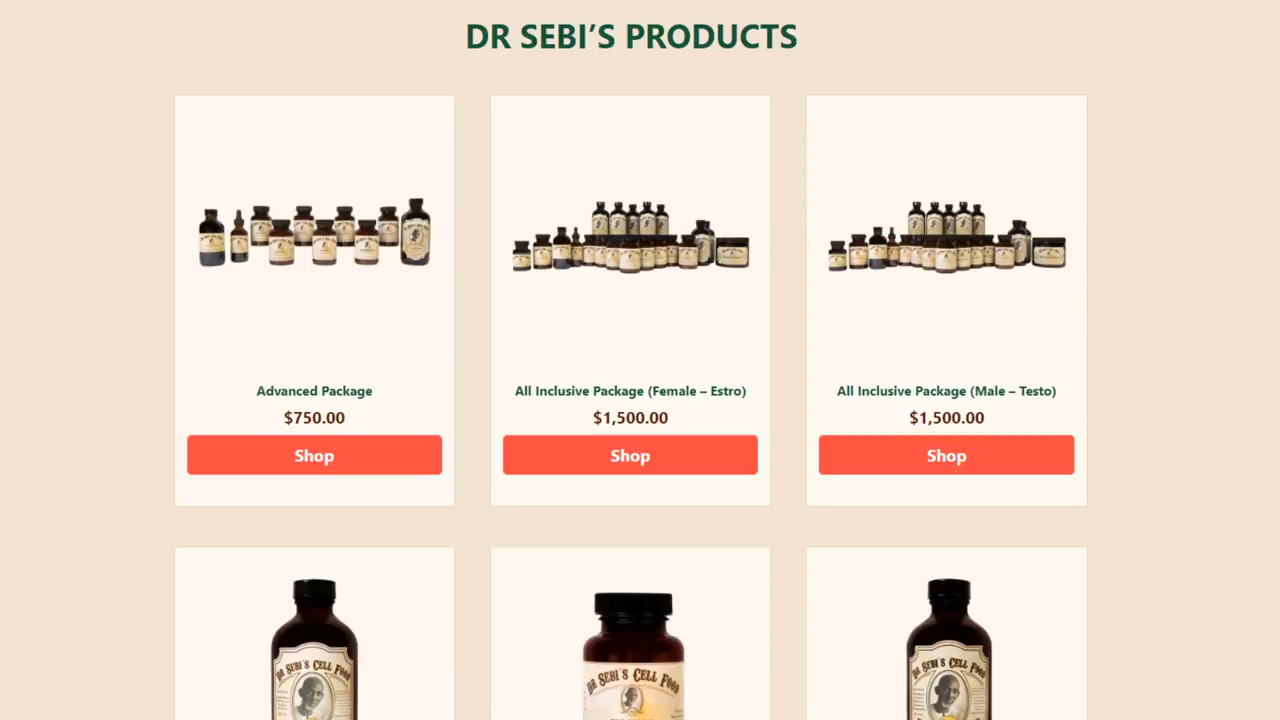 DR SEBI’S PRODUCTS
Advanced Package
$750.00
Shop
All Inclusive Package (Female – Estro)
$1,500.00
Shop
All Inclusive Package (Male – Testo)
$1,500.00
Shop
DR SEBI'S CELL FOOD
DR SEBI'S CELL FOOD
DR SEBI'S CELL FOOD